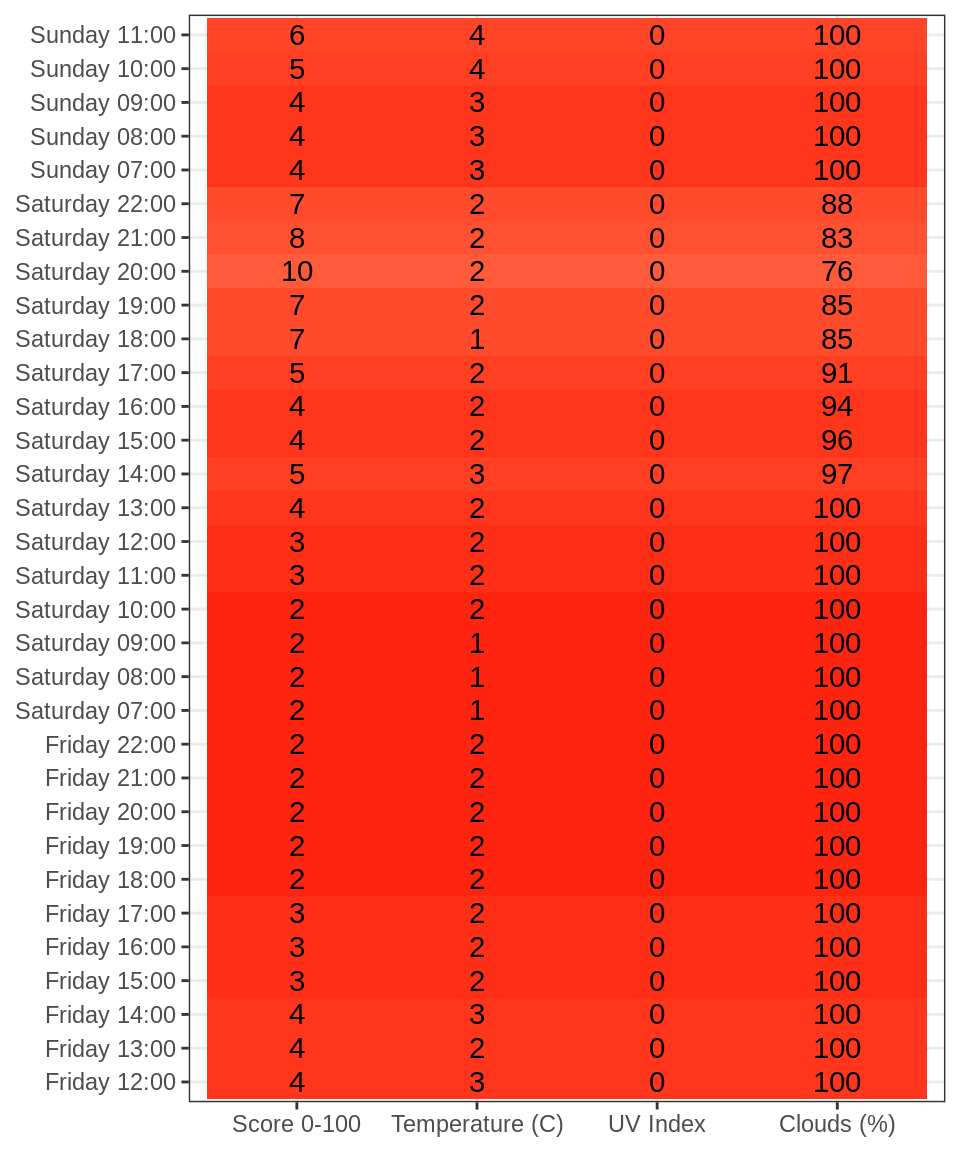 Sunday 11:00 6 4 0 100
Sunday 10:00 5 4 0 100
Sunday 09:00 4 3 0 100
Sunday 08:00 4 3 0 100
Sunday 07:00 4 3 0 100
Saturday 22:00 7 2 0 88
Saturday 21:00 8 2 0 83
Saturday 20:00 10 2 0 76
Saturday 19:00 7 2 0 85
Saturday 18:00 7 1 0 85
Saturday 17:00 5 2 0 91
Saturday 16:00 4 2 0 94
Saturday 15:00 4 2 0 96
Saturday 14:00 5 3 0 97
Saturday 13:00 4 2 0 100
Saturday 12:00 3 2 0 100
Saturday 11:00 3 2 0 100
Saturday 10:00 2 2 0 100
Saturday 09:00 2 1 0 100
Saturday 08:00 2 1 0 100
Saturday 07:00 2 1 0 100
Friday 22:00 2 2 0 100
Friday 21:00 2 2 0 100
Friday 20:00 2 2 0 100
Friday 19:00 2 2 0 100
Friday 18:00 2 2 0 100
Friday 17:00 3 2 0 100
Friday 16:00 3 2 0 100
Friday 15:00 3 2 0 100
Friday 14:00 4 3 0 100
Friday 13:00 4 2 0 100
Friday 12:00 4 3 0 100
Score 0-100 Temperature (C) UV Index Clouds (%)